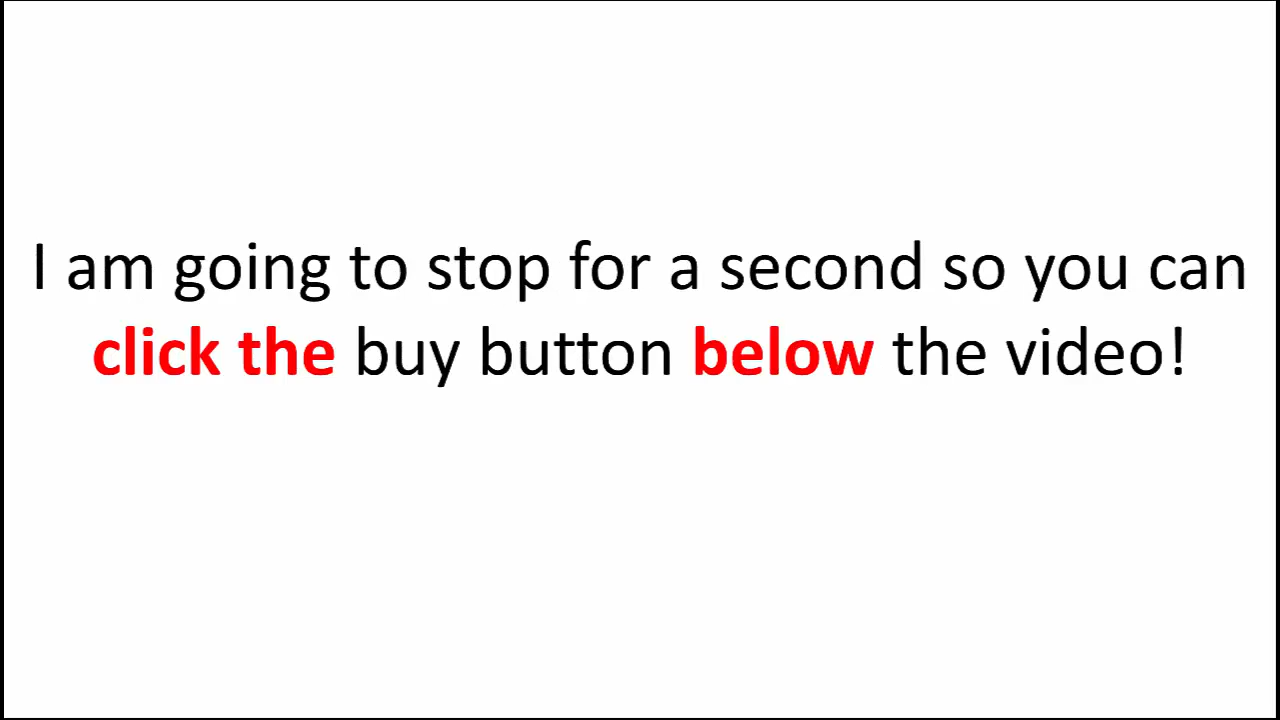 I am going to stop for a second so you can
click the buy button below the video!